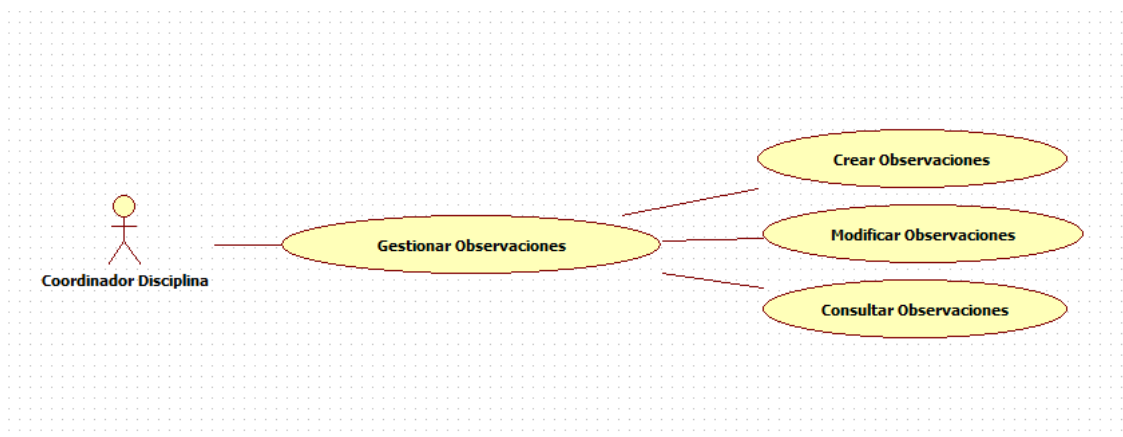 Crear Observaciones
Gestionar Observaciones
Modificar Observaciones
Coordinador Disciplina
Consultar Observaciones